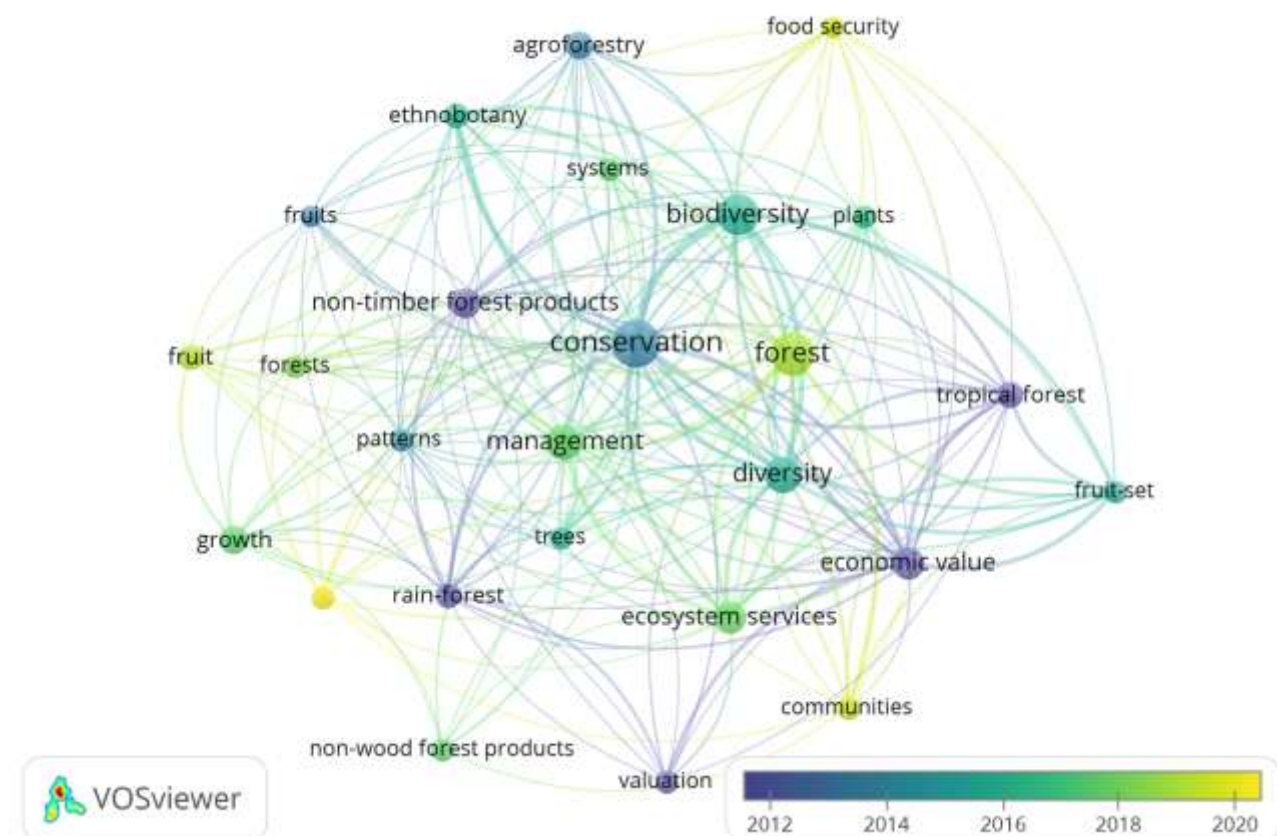 food security
agroforestry
ethnobotany
systems
fruits
biodiversity
plants
non-timber forest products
conservation
forest
fruit
forests
tropical forest
patterns
management
diversity
fruit-set
growth
trees
economic value
rain-forest
ecosystem services
communities
non-wood forest products
valuation
VOSviewer
2012 2014 2016 2018 2020